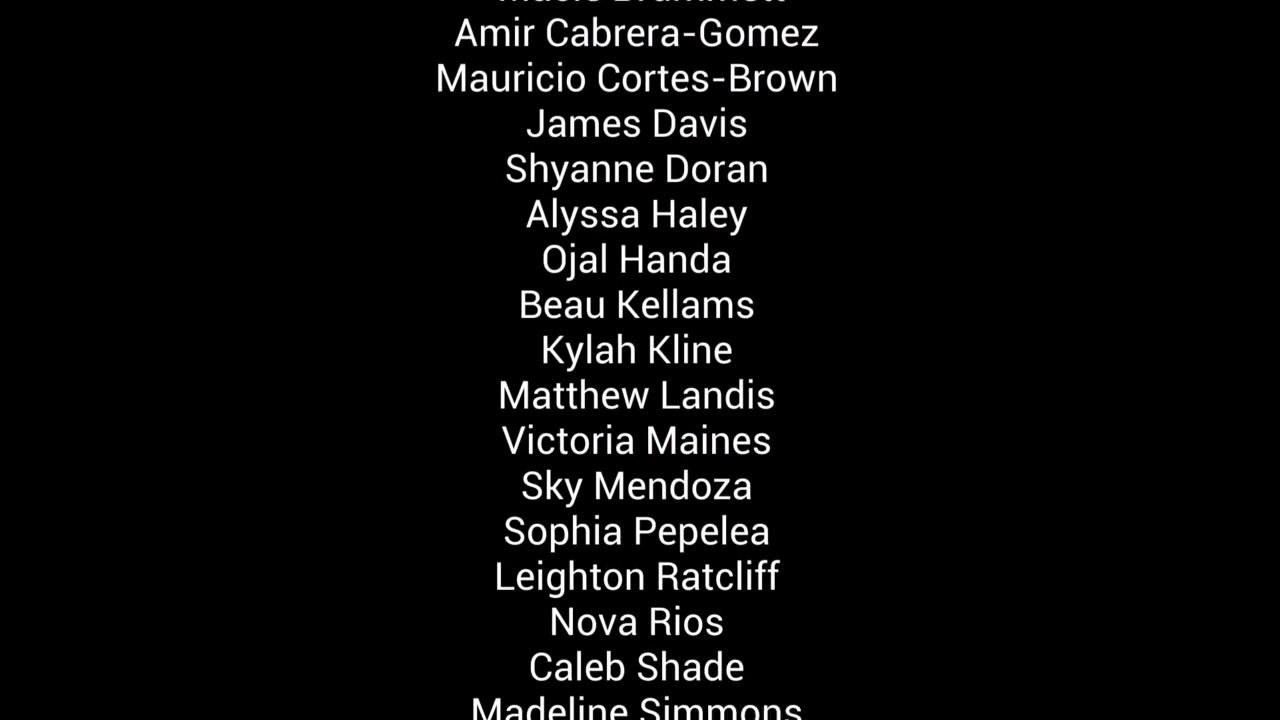 Amir Cabrera-Gomez
Mauricio Cortes-Brown
James Davis
Shyanne Doran
Alyssa Haley
Ojal Handa
Beau Kellams
Kylah Kline
Matthew Landis
Victoria Maines
Sky Mendoza
Sophia Pepelea
Leighton Ratcliff
Nova Rios
Caleb Shade
Madeline Simmons